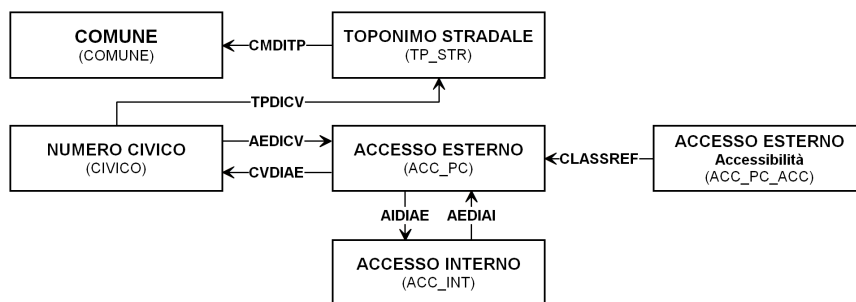 COMUNE
(COMUNE)
CMDITP
TOPONIMO STRADALE
(TP_STR)
TPDICV
NUMERO CIVICO
(CIVICO)
AEDICV
CVDIAE
ACCESSO ESTERNO
(ACC_PC)
CLASSREF
ACCESSO ESTERNO
Accessibilità
(ACC_PC_ACC)
AIDIAE
AEDIAI
ACCESSO INTERNO
(ACC_INT)